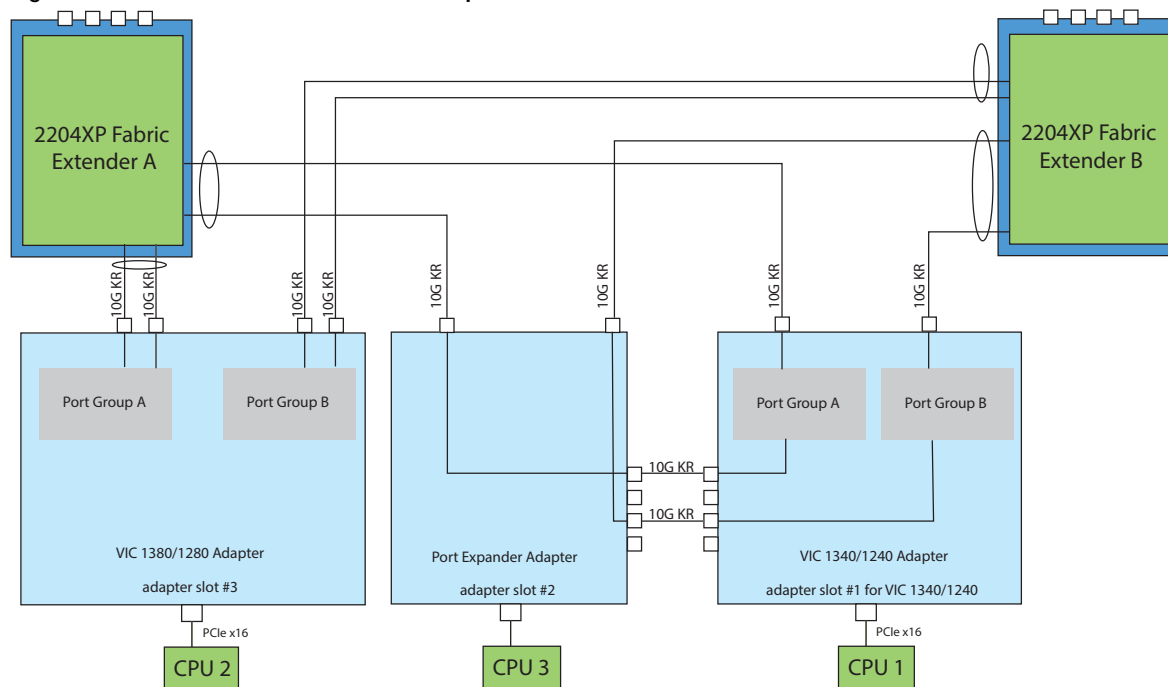 2204XP Fabric
Extender A
2204XP Fabric
Extender B
10G KR
10G KR
10G KR
10G KR
10G KR
10G KR
10G KR
10G KR
Port Group A
Port Group B
Port Group A
Port Group B
10G KR
10G KR
VIC 1380/1280 Adapter
adapter slot #3
Port Expander Adapter
adapter slot #2
VIC 1340/1240 Adapter
adapter slot #1 for VIC 1340/1240
PCIe x16
PCIe x16
CPU 2
CPU 3
CPU 1